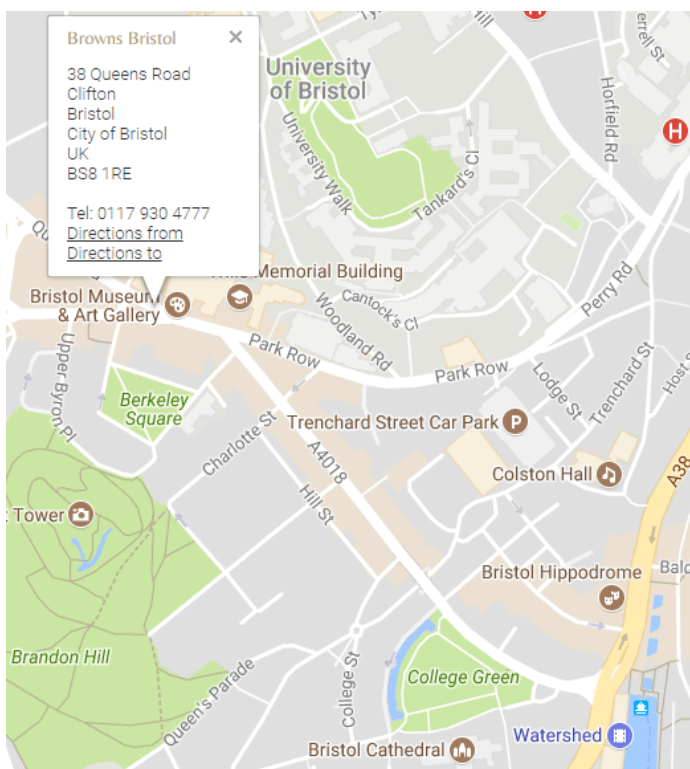 Browns Bristol
38 Queens Road
Clifton
Bristol
City of Bristol
UK
BS8 1RE
Tel: 0117 930 4777
Directions from
Directions to
Hill
University
of Bristol
H
Horfield Rd
H
University Walk
Tankard's Cl
Memorial Building
Bristol Museum
& Art Gallery
Cantock's Cl
Woodland Rd
Perry Rd
Park Row
Park Row
Upper Byron Pl
Berkeley
Square
Lodge St
Trenchard St
Host
Charlotte St
Trenchard Street Car Park P
A4018
Colston Hall
A38
Hill St
Tower
Bristol Hippodrome
Brandon Hill
College Green
Queen's Parade
College St
Watershed
Bristol Cathedral